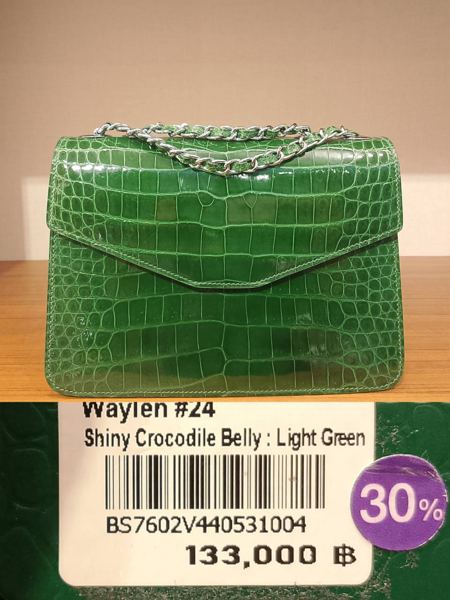 Waylen #24
Shiny Crocodile Belly : Light Green
30%
BS7602V440531004
133,000 ฿